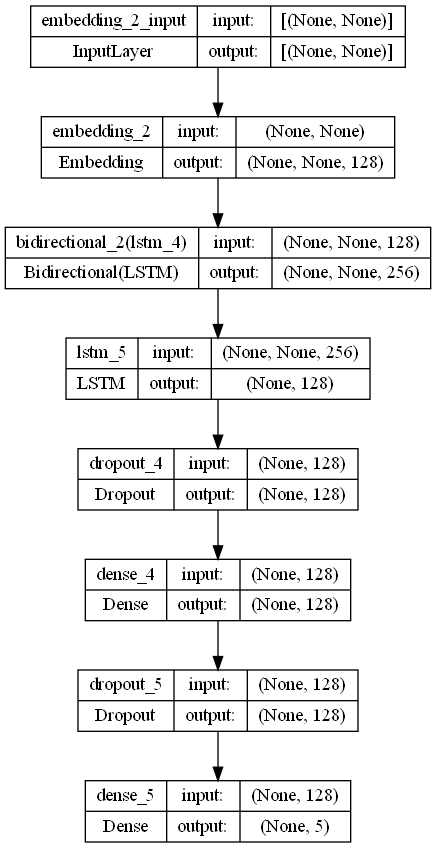 embedding_2_input input: [(None, None)]
InputLayer output: [(None, None)]
embedding_2 input: (None, None)
Embedding output: (None, None, 128)
bidirectional_2(lstm_4) input: (None, None, 128)
Bidirectional(LSTM) output: (None, None, 256)
lstm_5 input: (None, None, 256)
LSTM output: (None, 128)
dropout_4 input: (None, 128)
Dropout output: (None, 128)
dense_4 input: (None, 128)
Dense output: (None, 128)
dropout_5 input: (None, 128)
Dropout output: (None, 128)
dense_5 input: (None, 128)
Dense output: (None, 5)